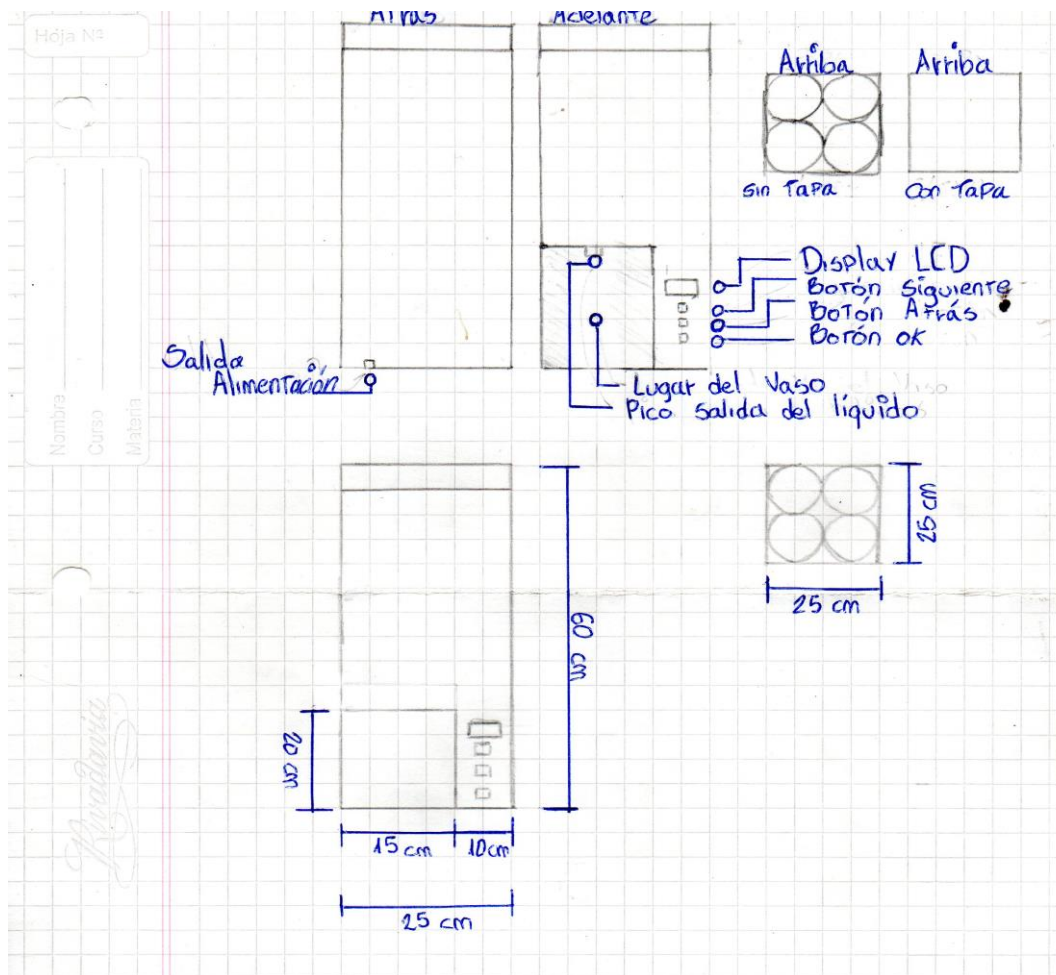 Hoja Nº
Atrás
Adelante
Arriba
Arriba
sin Tapa
Con Tapa
Display LCD
Botón Siguiente
Botón Atrás
Botón ok
Salida
Alimentación
Lugar del Vaso
Pico salida del líquido
Nombre
Curso
Materia
60 cm
25 cm
25 cm
20 cm
15 cm
10 cm
25 cm
Rivadavia